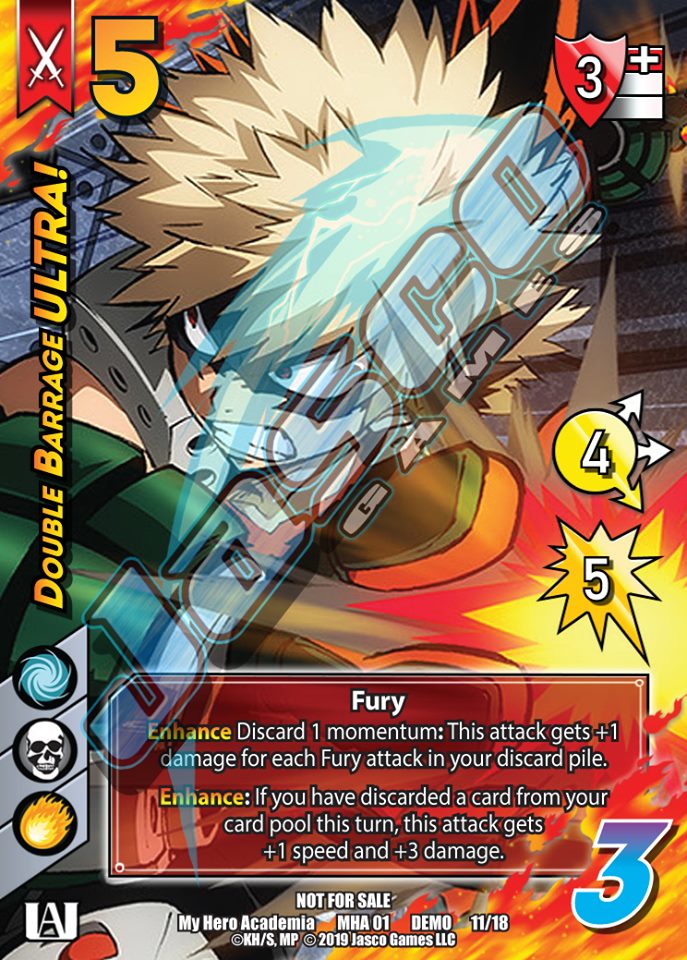 5
3
+
DOUBLE BARRAGE ULTRA!
JASCO
GAMES
4
5
Fury
Enhance Discard 1 momentum: This attack gets +1
damage for each Fury attack in your discard pile.
Enhance: If you have discarded a card from your
card pool this turn, this attack gets
+1 speed and +3 damage.
3
UA
NOT FOR SALE
My Hero Academia MHA 01 DEMO 11/18
©KH/S, MP © 2019 Jasco Games LLC